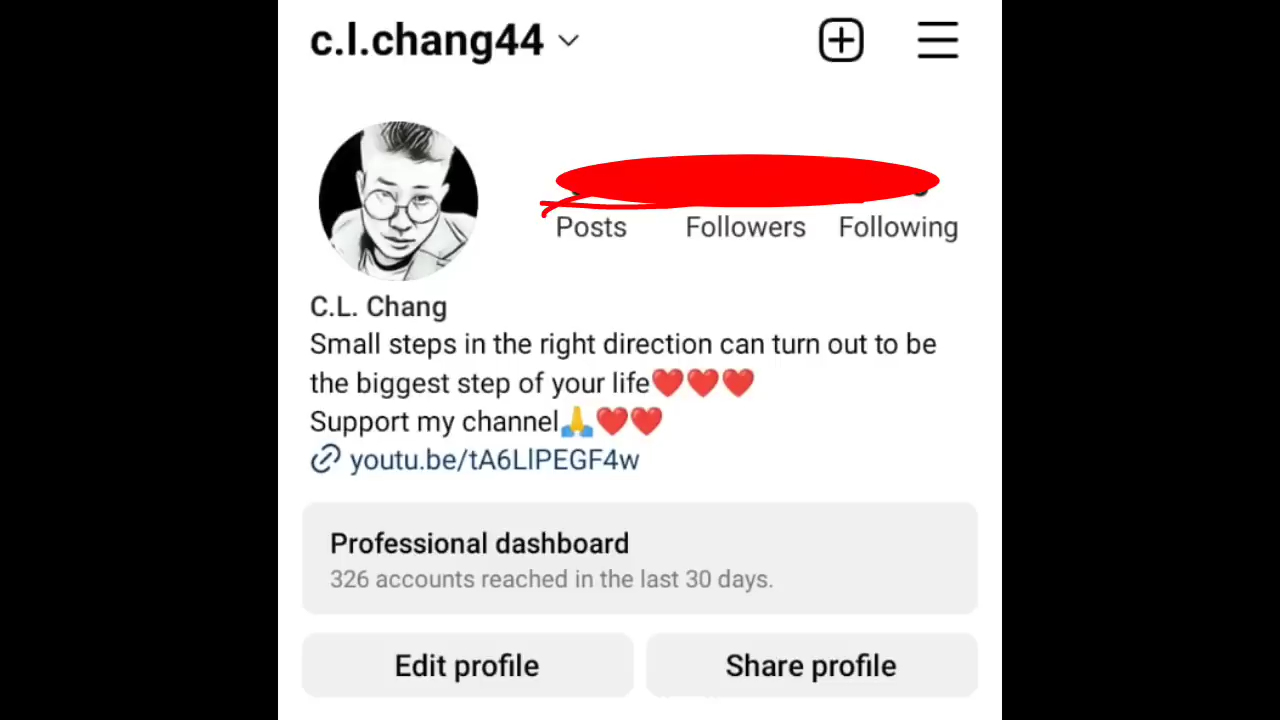 c.l.chang44
Posts Followers Following
C.L. Chang
Small steps in the right direction can turn out to be
the biggest step of your life❤️❤️❤️
Support my channel🙏❤️❤️
youtu.be/tA6LlPEGF4w
Professional dashboard
326 accounts reached in the last 30 days.
Edit profile Share profile